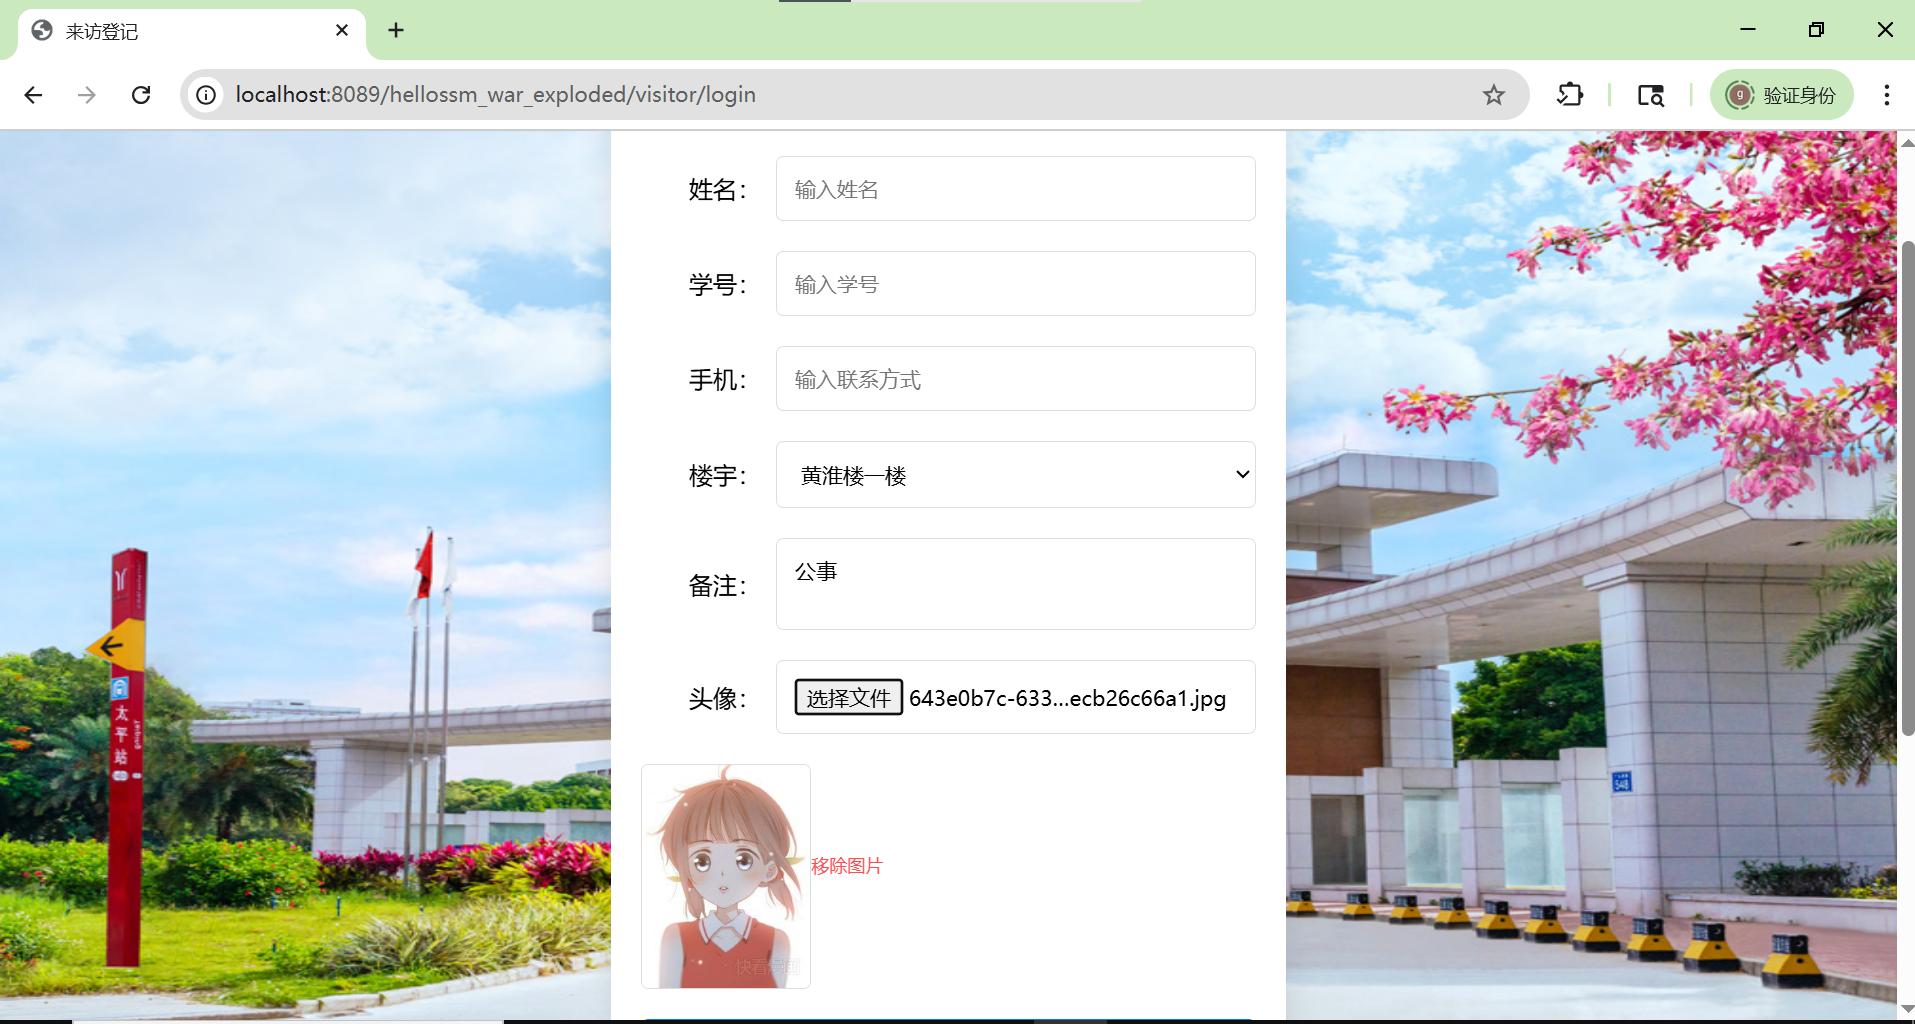 来访登记
localhost:8089/hellossm_war_exploded/visitor/login
g 验证身份
姓名：
输入姓名
学号：
输入学号
手机：
输入联系方式
楼宇：
黄淮楼一楼
备注：
公事
头像：
选择文件 643e0b7c-633...ecb26c66a1.jpg
移除图片
快看漫画
太平站
548